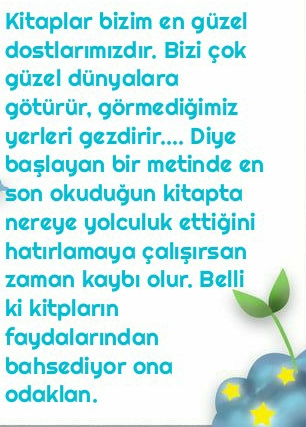 Kitaplar bizim en güzel
dostlarımızdır. Bizi çok
güzel dünyalara
götürür, görmediğimiz
yerleri gezdirir.... Diye
başlayan bir metinde en
son okuduğun kitapta
nereye yolculuk ettiğini
hatırlamaya çalışırsan
zaman kaybı olur. Belli
ki kitpların
faydalarından
bahsediyor ona
odaklan.